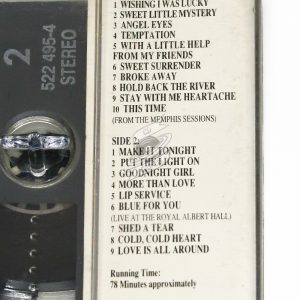 2
522 495-4
STEREO
1 WISHING I WAS LUCKY
2 SWEET LITTLE MYSTERY
3 ANGEL EYES
4 TEMPTATION
5 WITH A LITTLE HELP
FROM MY FRIENDS
6 SWEET SURRENDER
7 BROKE AWAY
8 HOLD BACK THE RIVER
9 STAY WITH ME HEARTACHE
10 THIS TIME
(FROM THE MEMPHIS SESSIONS)
SIDE 2:
1 MAKE IT TONIGHT
2 PUT THE LIGHT ON
3 GOODNIGHT GIRL
4 MORE THAN LOVE
5 LIP SERVICE
6 BLUE FOR YOU
(LIVE AT THE ROYAL ALBERT HALL)
7 SHED A TEAR
8 COLD, COLD HEART
9 LOVE IS ALL AROUND
Running Time:
78 Minutes approximately